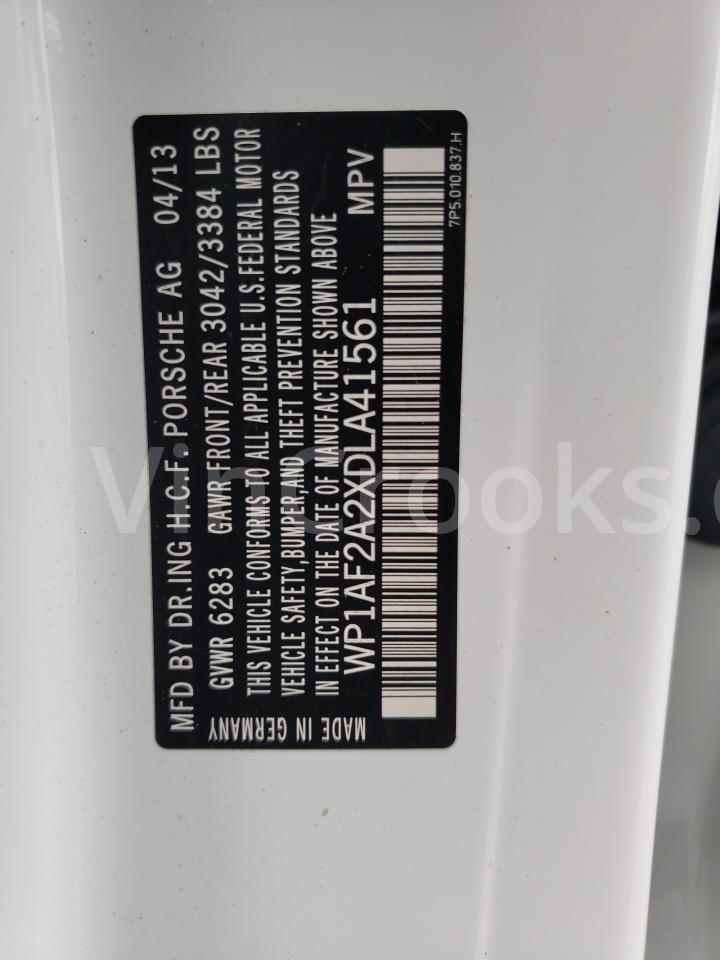 MFD BY DR.ING H.C.F. PORSCHE AG 04/13
GVWR 6283 GAWR-FRONT/REAR 3042/3384 LBS
THIS VEHICLE CONFORMS TO ALL APPLICABLE U.S.FEDERAL MOTOR
VEHICLE SAFETY,BUMPER,AND THEFT PREVENTION STANDARDS
IN EFFECT ON THE DATE OF MANUFACTURE SHOWN ABOVE
WP1AF2A2XDLA41561 MPV
MADE IN GERMANY
7P5.010.837.H
VinCrooks.